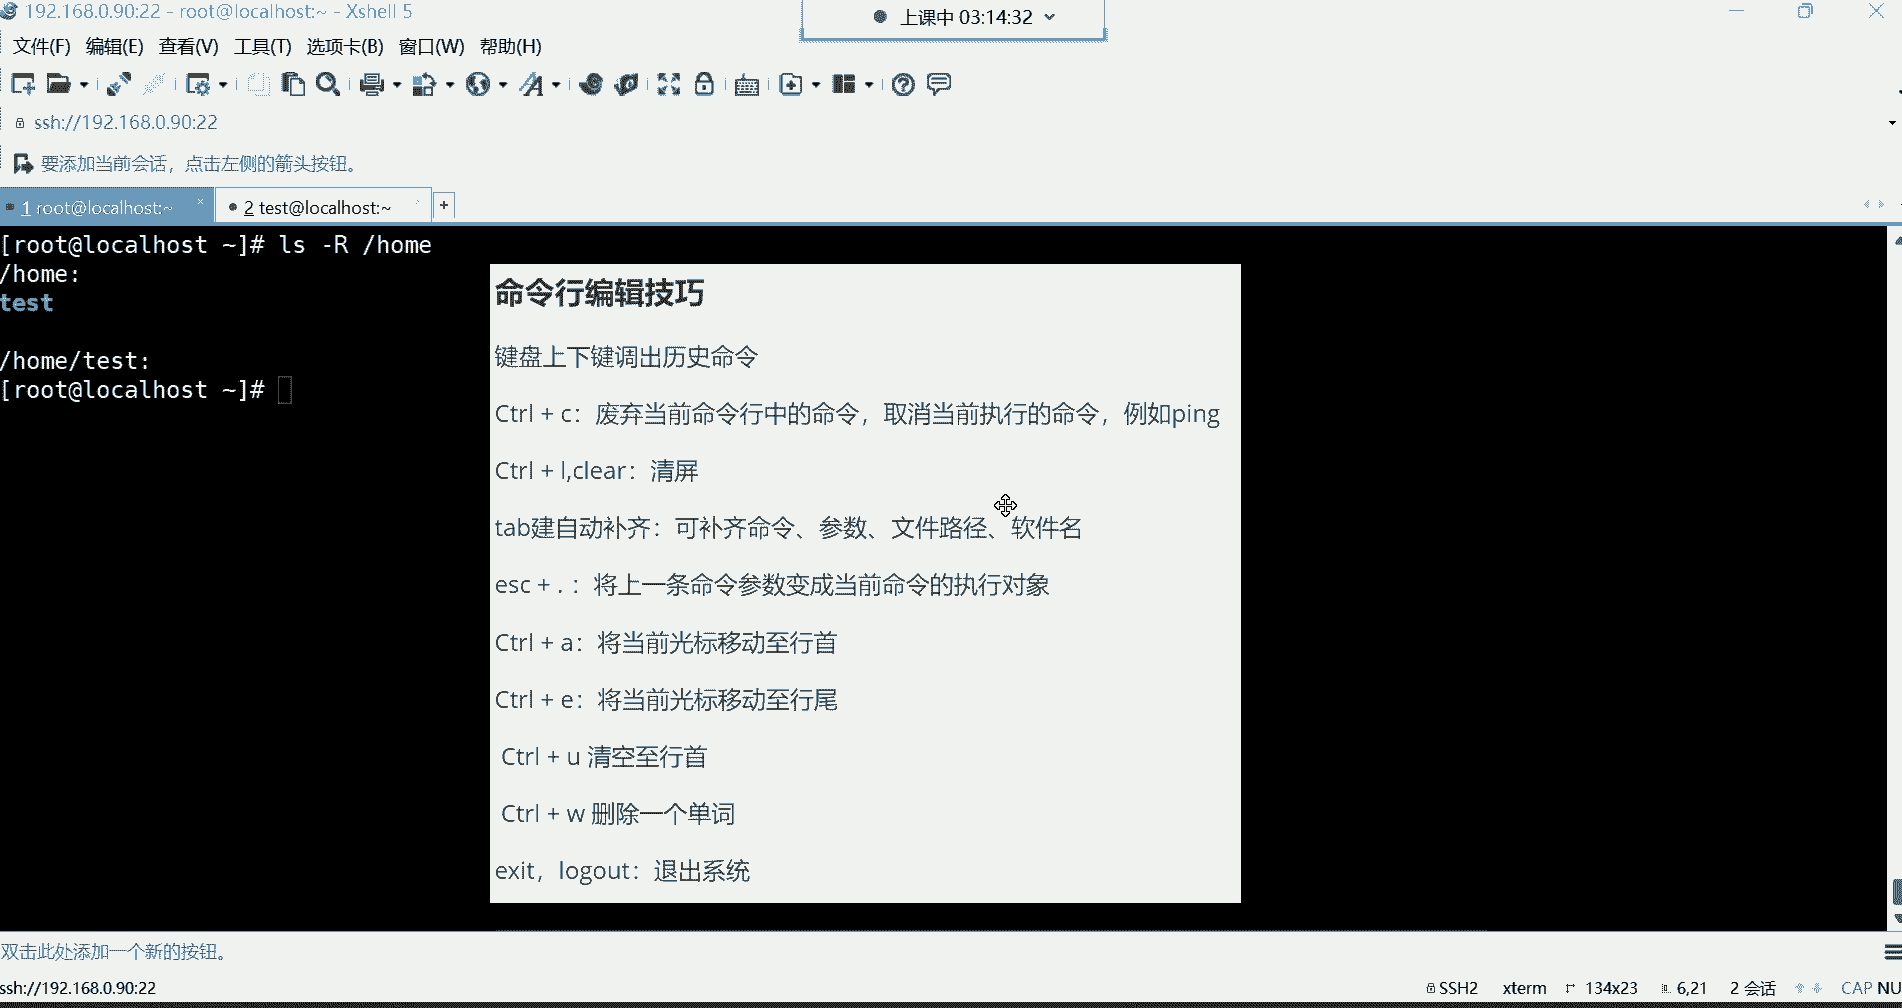 192.168.0.90:22 - root@localhost:~ - Xshell 5
上课中 03:14:32
文件(F) 编辑(E) 查看(V) 工具(T) 选项卡(B) 窗口(W) 帮助(H)
ssh://192.168.0.90:22
要添加当前会话，点击左侧的箭头按钮。
1 root@localhost:~ 2 test@localhost:~
[root@localhost ~]# ls -R /home
/home:
test
/home/test:
[root@localhost ~]#
命令行编辑技巧
键盘上下键调出历史命令
Ctrl + c：废弃当前命令行中的命令，取消当前执行的命令，例如ping
Ctrl + l,clear：清屏
tab建自动补齐：可补齐命令、参数、文件路径、软件名
esc + . ：将上一条命令参数变成当前命令的执行对象
Ctrl + a：将当前光标移动至行首
Ctrl + e：将当前光标移动至行尾
Ctrl + u 清空至行首
Ctrl + w 删除一个单词
exit，logout：退出系统
双击此处添加一个新的按钮。
ssh://192.168.0.90:22 SSH2 xterm 134x23 6,21 2 会话 CAP NU